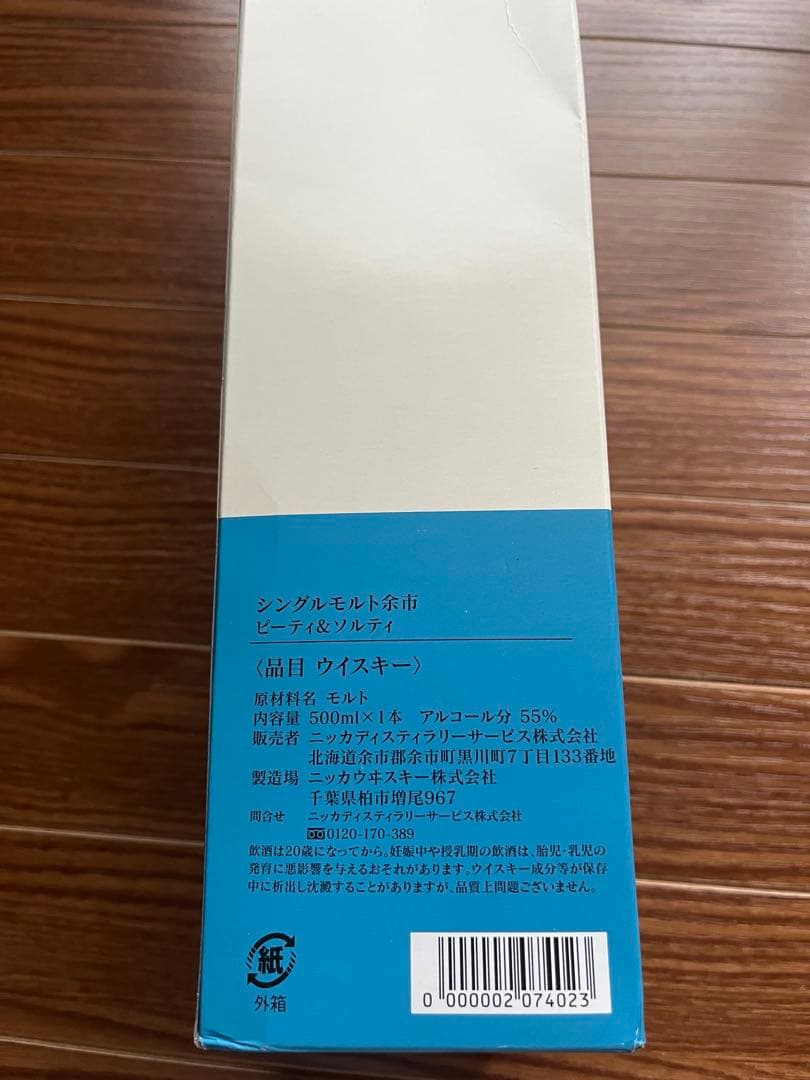 シングルモルト余市
ピーティ&ソルティ
〈品目 ウイスキー〉
原材料名 モルト
内容量 500ml×1本 アルコール分 55%
販売者 ニッカディスティラリーサービス株式会社
北海道余市郡余市町黒川町7丁目133番地
製造場 ニッカウヰスキー株式会社
千葉県柏市増尾967
問合せ ニッカディスティラリーサービス株式会社
0120-170-389
飲酒は20歳になってから。妊娠中や授乳期の飲酒は、胎児・乳児の
発育に悪影響を与えるおそれがあります。ウイスキー成分等が保存
中に析出し沈澱することがありますが、品質上問題ございません。
紙
外箱
0 000002 074023